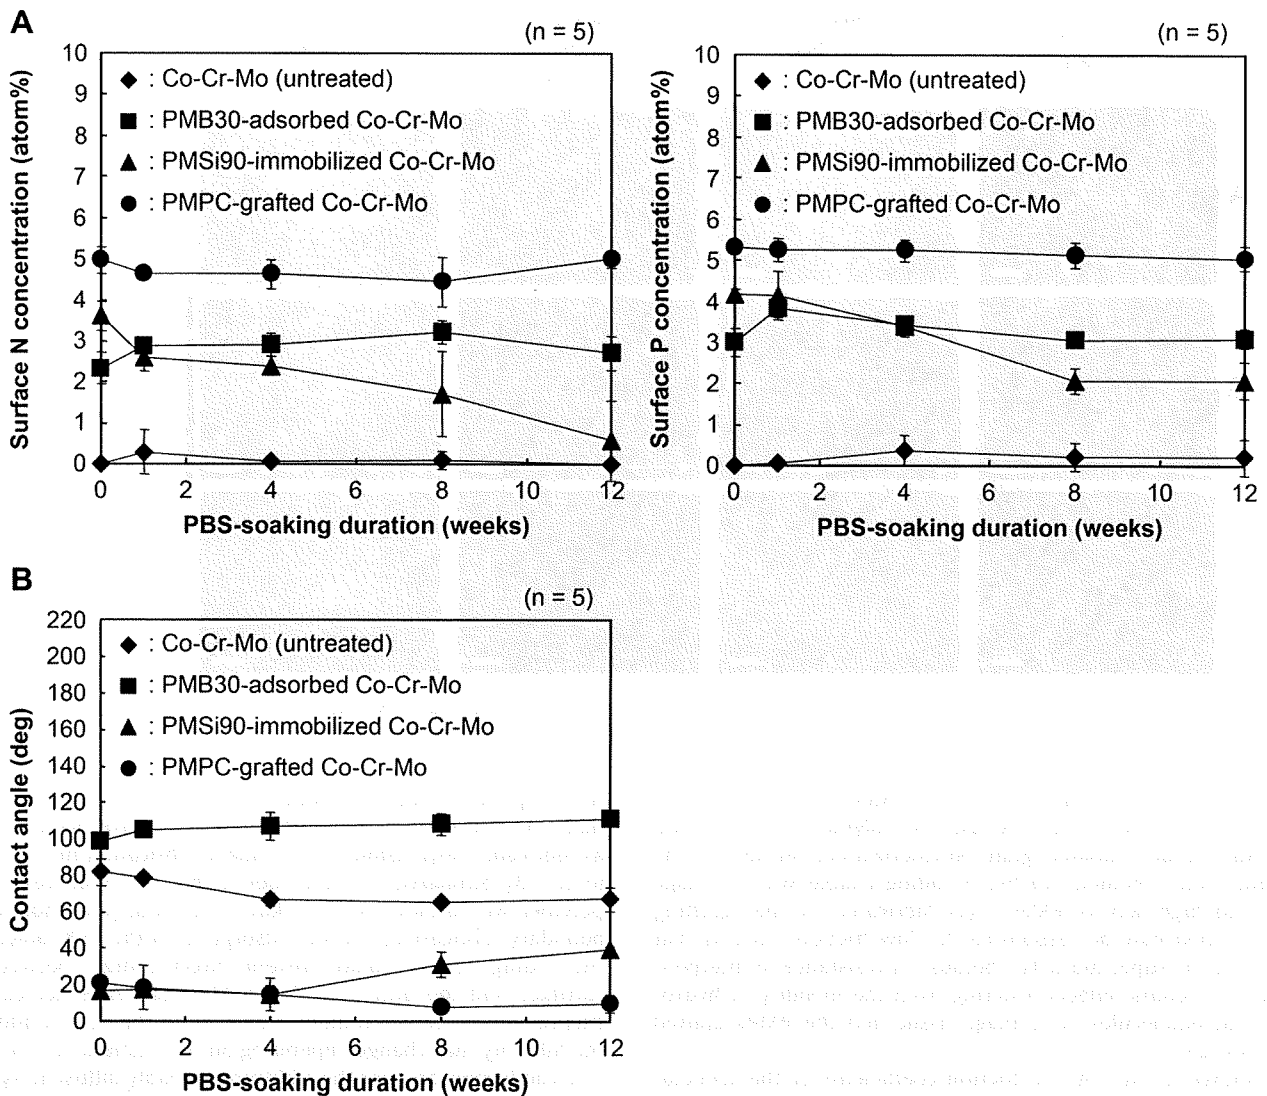 A
(n = 5)
10
9
8
7
6
5
4
3
2
1
0
Surface N concentration (atom%)
: Co-Cr-Mo (untreated)
: PMB30-adsorbed Co-Cr-Mo
: PMSi90-immobilized Co-Cr-Mo
: PMPC-grafted Co-Cr-Mo
0 2 4 6 8 10 12
PBS-soaking duration (weeks)
(n = 5)
10
9
8
7
6
5
4
3
2
1
0
Surface P concentration (atom%)
: Co-Cr-Mo (untreated)
: PMB30-adsorbed Co-Cr-Mo
: PMSi90-immobilized Co-Cr-Mo
: PMPC-grafted Co-Cr-Mo
0 2 4 6 8 10 12
PBS-soaking duration (weeks)
B
(n = 5)
220
200
180
160
140
120
100
80
60
40
20
0
Contact angle (deg)
: Co-Cr-Mo (untreated)
: PMB30-adsorbed Co-Cr-Mo
: PMSi90-immobilized Co-Cr-Mo
: PMPC-grafted Co-Cr-Mo
0 2 4 6 8 10 12
PBS-soaking duration (weeks)